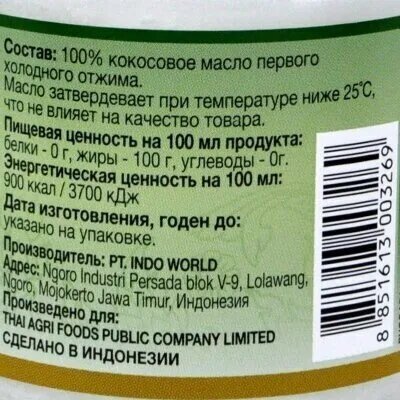 Состав: 100% кокосовое масло первого
холодного отжима.
Масло затвердевает при температуре ниже 25°С,
что не влияет на качество товара.
Пищевая ценность на 100 мл продукта:
белки - 0 г, жиры - 100 г, углеводы - 0г.
Энергетическая ценность на 100 мл:
900 ккал / 3700 кДж
Дата изготовления, годен до:
указано на упаковке.
Производитель: PT. INDO WORLD
Адрес: Ngoro Industri Persada blok V-9, Lolawang,
Ngoro, Mojokerto Jawa Timur, Индонезия
Произведено для:
THAI AGRI FOODS PUBLIC COMPANY LIMITED
СДЕЛАНО В ИНДОНЕЗИИ
8 851613 003269